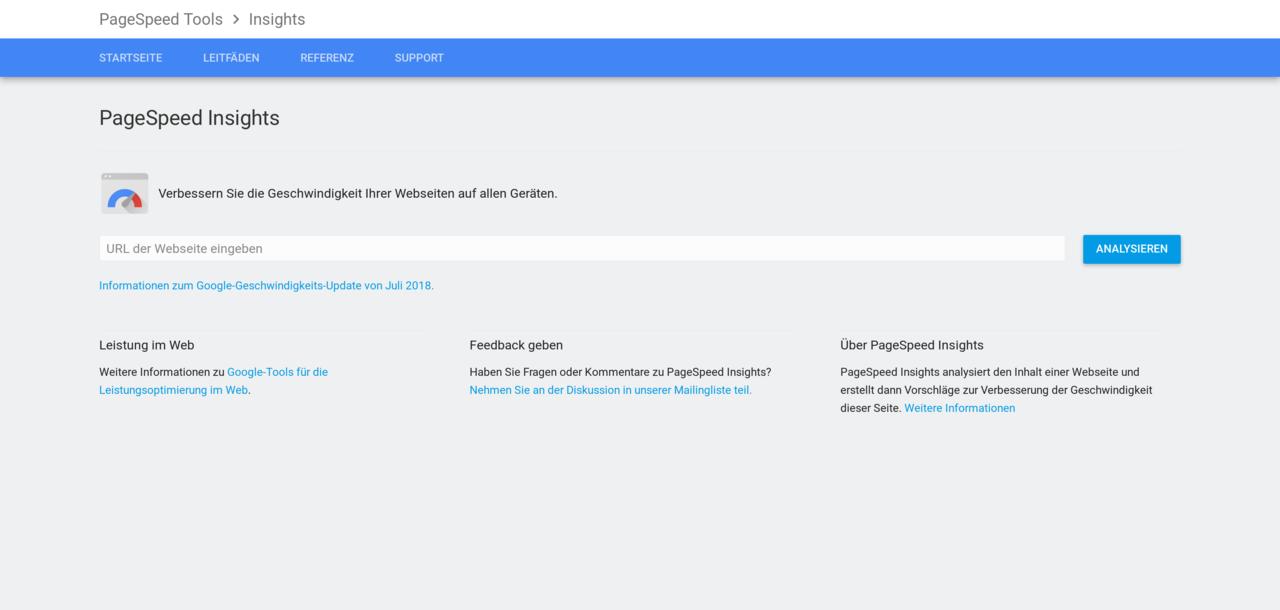 PageSpeed Tools > Insights
STARTSEITE LEITFÄDEN REFERENZ SUPPORT
PageSpeed Insights
Verbessern Sie die Geschwindigkeit Ihrer Webseiten auf allen Geräten.
URL der Webseite eingeben ANALYSIEREN
Informationen zum Google-Geschwindigkeits-Update von Juli 2018.
Leistung im Web
Weitere Informationen zu Google-Tools für die
Leistungsoptimierung im Web.
Feedback geben
Haben Sie Fragen oder Kommentare zu PageSpeed Insights?
Nehmen Sie an der Diskussion in unserer Mailingliste teil.
Über PageSpeed Insights
PageSpeed Insights analysiert den Inhalt einer Webseite und
erstellt dann Vorschläge zur Verbesserung der Geschwindigkeit
dieser Seite. Weitere Informationen